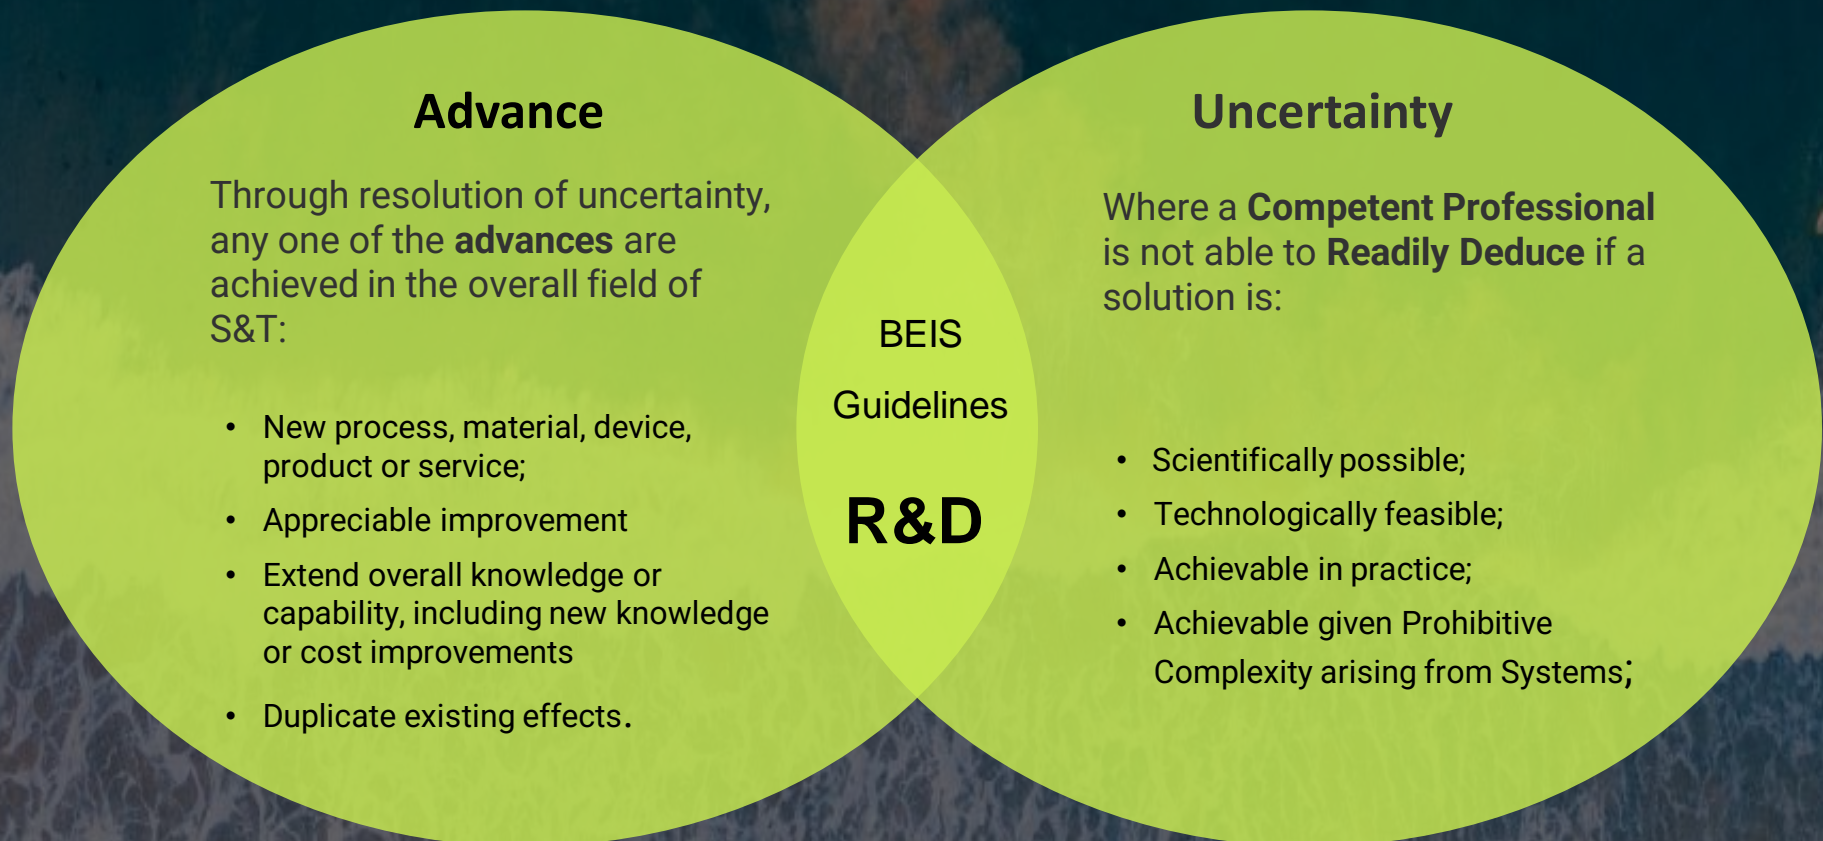 Advance
Through resolution of uncertainty,
any one of the advances are
achieved in the overall field of
S&T:
• New process, material, device,
product or service;
• Appreciable improvement
• Extend overall knowledge or
capability, including new knowledge
or cost improvements
• Duplicate existing effects.
BEIS
Guidelines
R&D
Uncertainty
Where a Competent Professional
is not able to Readily Deduce if a
solution is:
• Scientifically possible;
• Technologically feasible;
• Achievable in practice;
• Achievable given Prohibitive
Complexity arising from Systems;